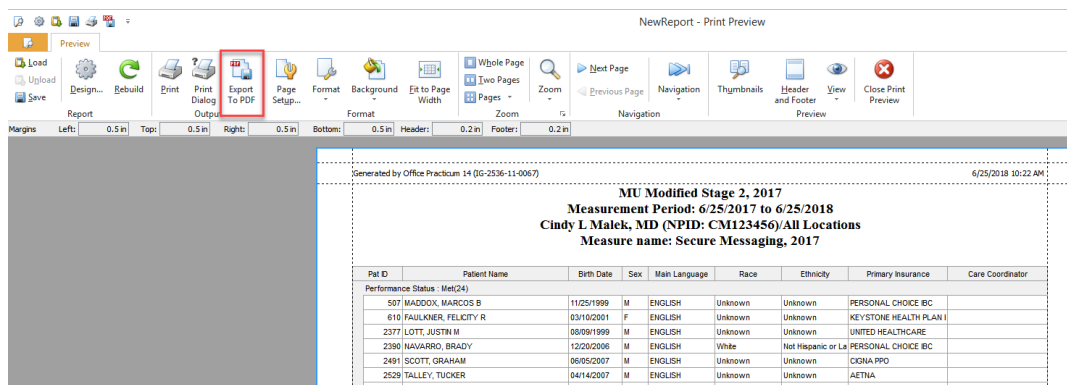 NewReport - Print Preview
Preview
Load
Unload
Save
Design...
Rebuild
Print
Print Dialog
Export To PDF
Page Setup...
Format
Background
Fit to Page Width
Whole Page
Two Pages
Pages
Zoom
Next Page
Previous Page
Navigation
Thumbnails
Header and Footer
View
Close Print Preview
Report Output Format Zoom Navigation Preview
Margins Left: 0.5 in Top: 0.5 in Right: 0.5 in Bottom: 0.5 in Header: 0.2 in Footer: 0.2 in
Generated by Office Practicum 14 (IG-2536-11-0067) 6/25/2018 10:22 AM
MU Modified Stage 2, 2017
Measurement Period: 6/25/2017 to 6/25/2018
Cindy L Malek, MD (NPID: CM123456)/All Locations
Measure name: Secure Messaging, 2017
Pat ID Patient Name Birth Date Sex Main Language Race Ethnicity Primary Insurance Care Coordinator
Performance Status : Met(24)
507 MADDOX, MARCOS B 11/25/1999 M ENGLISH Unknown Unknown PERSONAL CHOICE IBC
610 FAULKNER, FELICITY R 03/10/2001 F ENGLISH Unknown Unknown KEYSTONE HEALTH PLAN I
2377 LOTT, JUSTIN M 08/09/1999 M ENGLISH Unknown Unknown UNITED HEALTHCARE
2390 NAVARRO, BRADY 12/20/2006 M ENGLISH White Not Hispanic or La PERSONAL CHOICE IBC
2491 SCOTT, GRAHAM 06/05/2007 M ENGLISH Unknown Unknown CIGNA PPO
2529 TALLEY, TUCKER 04/14/2007 M ENGLISH Unknown Unknown AETNA